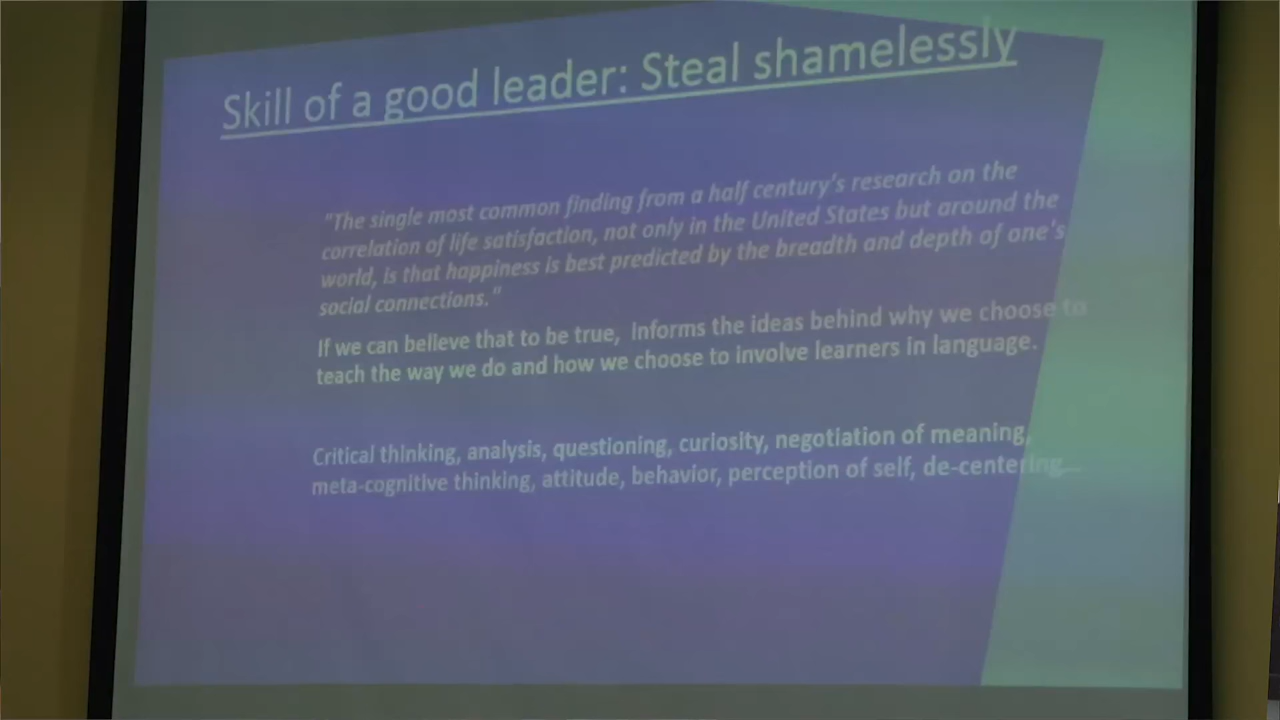 Skill of a good leader: Steal shamelessly
"The single most common finding from a half century's research on the
correlation of life satisfaction, not only in the United States but around the
world, is that happiness is best predicted by the breadth and depth of one's
social connections."
If we can believe that to be true, Informs the ideas behind why we choose to
teach the way we do and how we choose to involve learners in language.
Critical thinking, analysis, questioning, curiosity, negotiation of meaning,
meta-cognitive thinking, attitude, behavior, perception of self, de-centering...